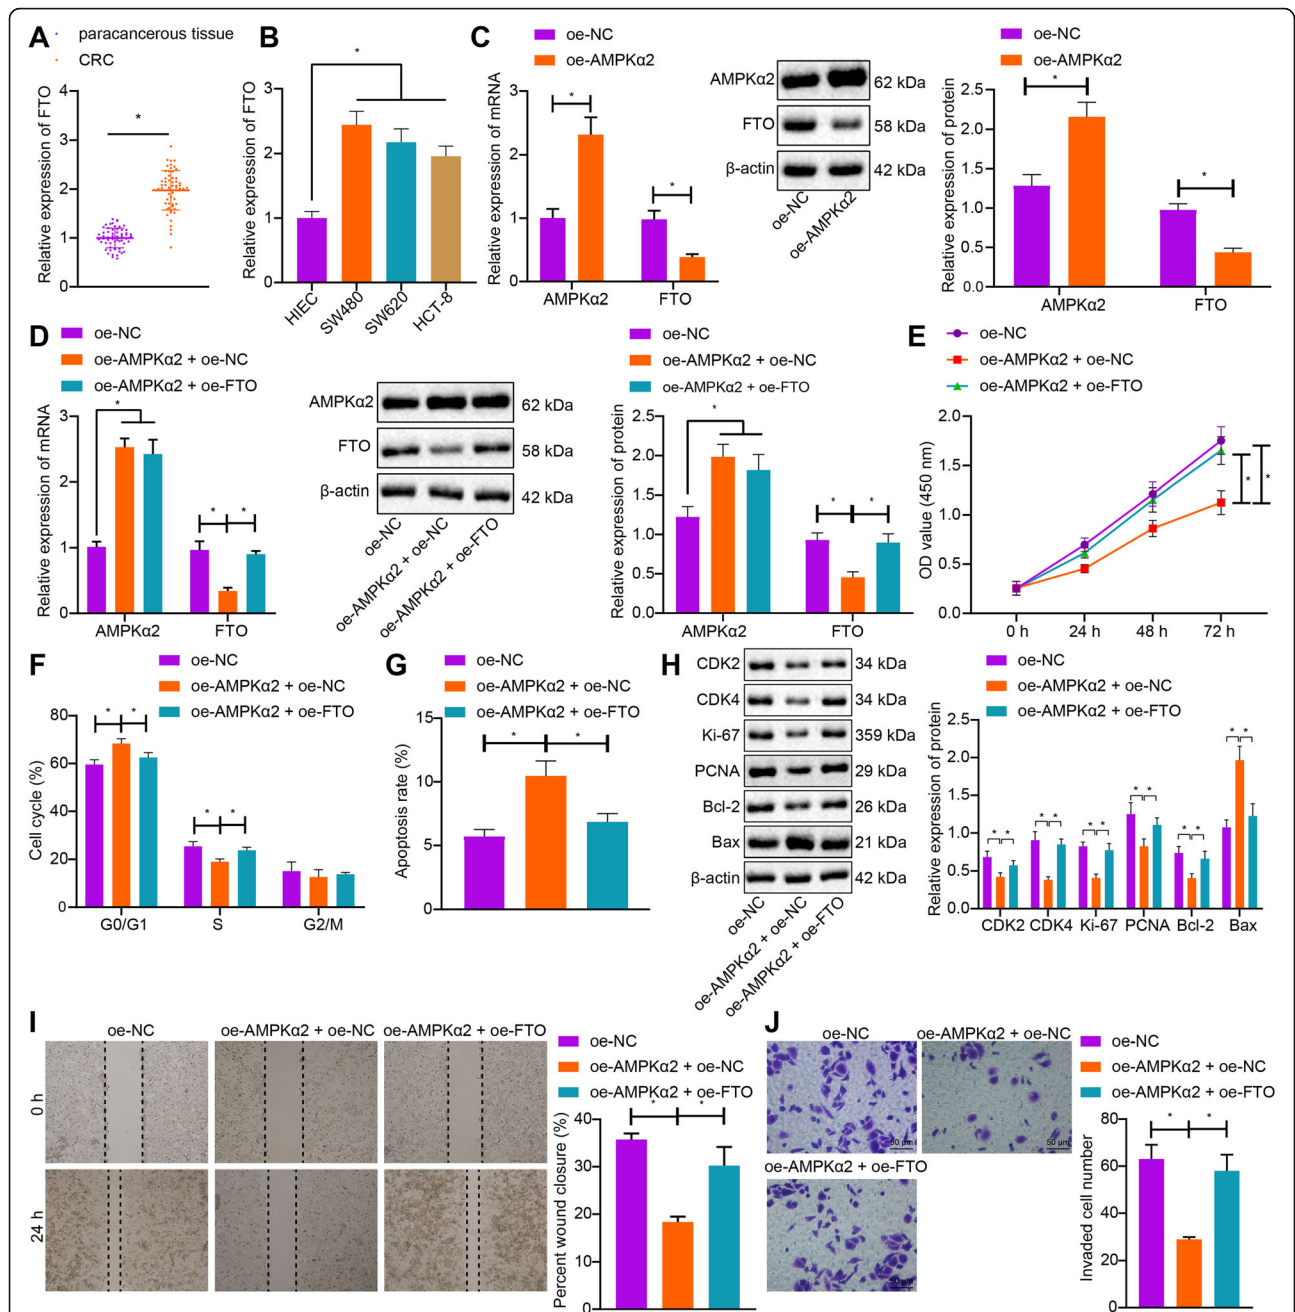 A
paracancerous tissue
CRC
Relative expression of FTO
4
3
2
1
0
*
B
Relative expression of FTO
3
2
1
0
*
HIEC
SW480
SW620
HCT-8
C
oe-NC
oe-AMPKα2
Relative expression of mRNA
3
2
1
0
*
*
AMPKα2
FTO
AMPKα2
62 kDa
FTO
58 kDa
β-actin
42 kDa
oe-NC
oe-AMPKα2
oe-NC
oe-AMPKα2
Relative expression of protein
2.5
2.0
1.5
1.0
0.5
0.0
*
*
AMPKα2
FTO
D
oe-NC
oe-AMPKα2 + oe-NC
oe-AMPKα2 + oe-FTO
Relative expression of mRNA
3
2
1
0
*
*
*
AMPKα2
FTO
AMPKα2
62 kDa
FTO
58 kDa
β-actin
42 kDa
oe-NC
oe-AMPKα2 + oe-NC
oe-AMPKα2 + oe-FTO
oe-NC
oe-AMPKα2 + oe-NC
oe-AMPKα2 + oe-FTO
Relative expression of protein
2.5
2.0
1.5
1.0
0.5
0.0
*
*
*
AMPKα2
FTO
E
oe-NC
oe-AMPKα2 + oe-NC
oe-AMPKα2 + oe-FTO
OD value (450 nm)
2.0
1.5
1.0
0.5
0.0
*
*
0 h
24 h
48 h
72 h
F
oe-NC
oe-AMPKα2 + oe-NC
oe-AMPKα2 + oe-FTO
Cell cycle (%)
80
60
40
20
0
*
*
*
*
G0/G1
S
G2/M
G
oe-NC
oe-AMPKα2 + oe-NC
oe-AMPKα2 + oe-FTO
Apoptosis rate (%)
15
10
5
0
*
*
H
CDK2
34 kDa
CDK4
34 kDa
Ki-67
359 kDa
PCNA
29 kDa
Bcl-2
26 kDa
Bax
21 kDa
β-actin
42 kDa
oe-NC
oe-AMPKα2 + oe-NC
oe-AMPKα2 + oe-FTO
oe-NC
oe-AMPKα2 + oe-NC
oe-AMPKα2 + oe-FTO
Relative expression of protein
2.5
2.0
1.5
1.0
0.5
0.0
* *
* *
* *
* *
* *
* *
CDK2
CDK4
Ki-67
PCNA
Bcl-2
Bax
I
oe-NC
oe-AMPKα2 + oe-NC
oe-AMPKα2 + oe-FTO
0 h
24 h
oe-NC
oe-AMPKα2 + oe-NC
oe-AMPKα2 + oe-FTO
Percent wound closure (%)
40
30
20
10
0
*
*
J
oe-NC
oe-AMPKα2 + oe-NC
50 μm
50 μm
oe-AMPKα2 + oe-FTO
50 μm
oe-NC
oe-AMPKα2 + oe-NC
oe-AMPKα2 + oe-FTO
Invaded cell number
80
60
40
20
0
*
*